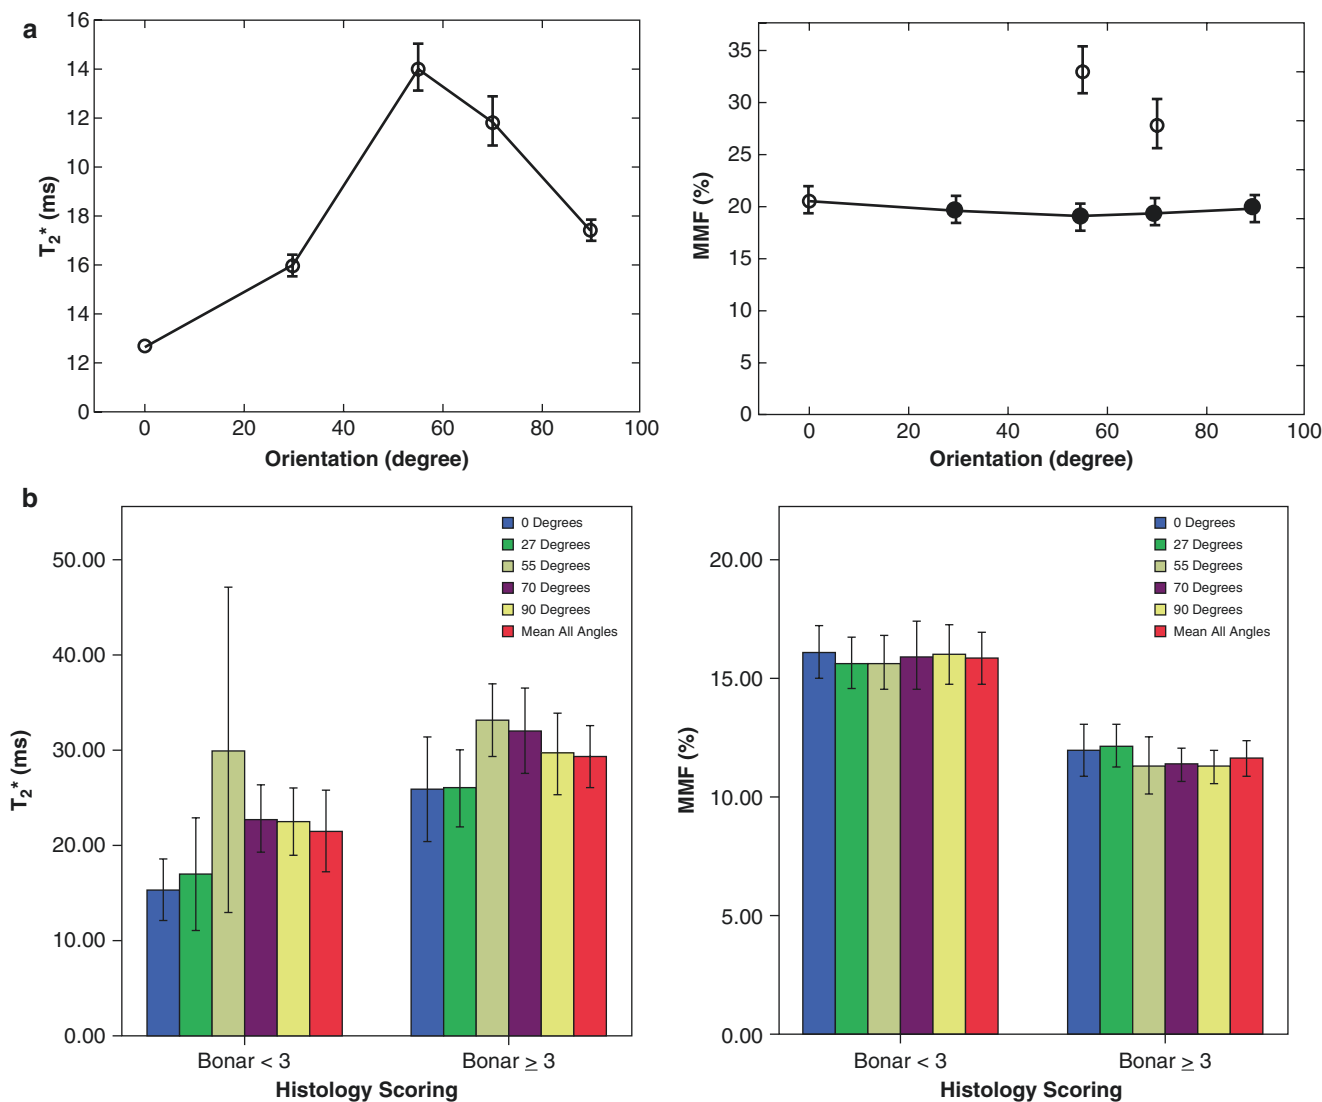 a
16
14
12
10
16
14
12
0
T2* (ms)
0 20 40 60 80 100
Orientation (degree)
35
30
25
20
15
10
5
0
MMF (%)
0 20 40 60 80 100
Orientation (degree)
b
50.00
40.00
30.00
20.00
10.00
0.00
T2* (ms)
0 Degrees
27 Degrees
55 Degrees
70 Degrees
90 Degrees
Mean All Angles
Bonar < 3 Bonar ≥ 3
Histology Scoring
20.00
15.00
10.00
5.00
0.00
MMF (%)
0 Degrees
27 Degrees
55 Degrees
70 Degrees
90 Degrees
Mean All Angles
Bonar < 3 Bonar ≥ 3
Histology Scoring